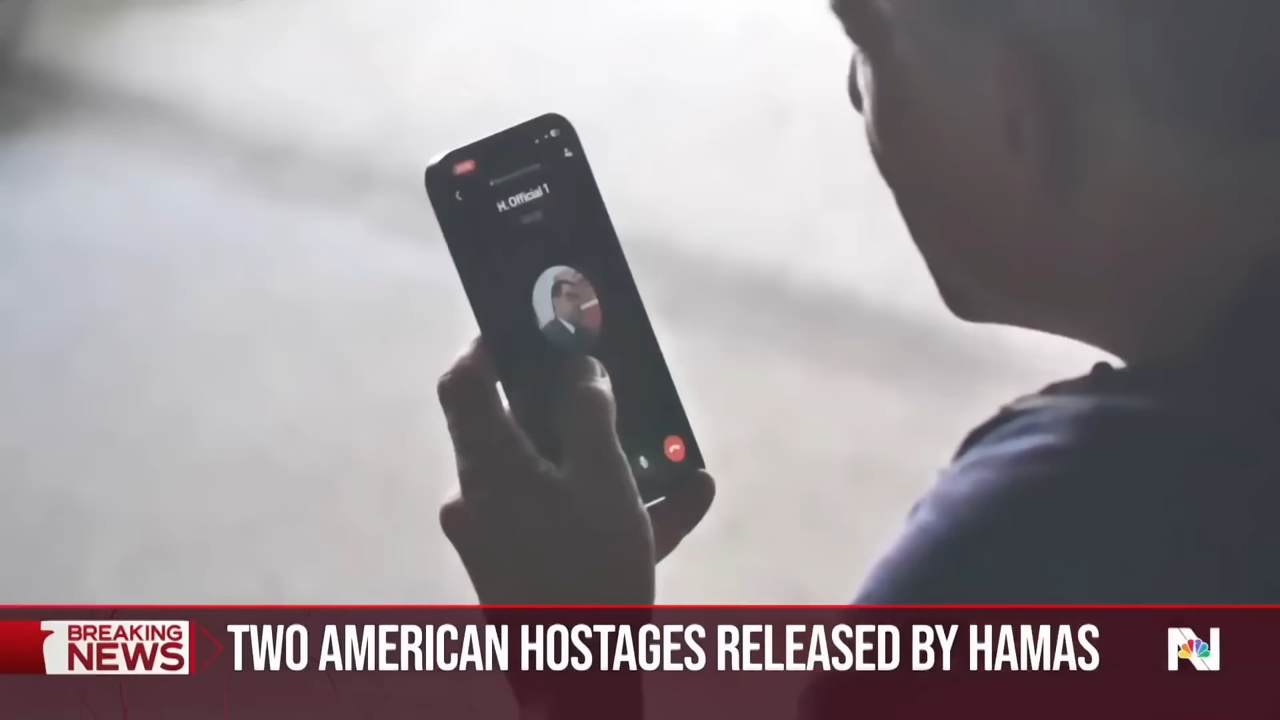 H. Official 1
BREAKING
NEWS
TWO AMERICAN HOSTAGES RELEASED BY HAMAS